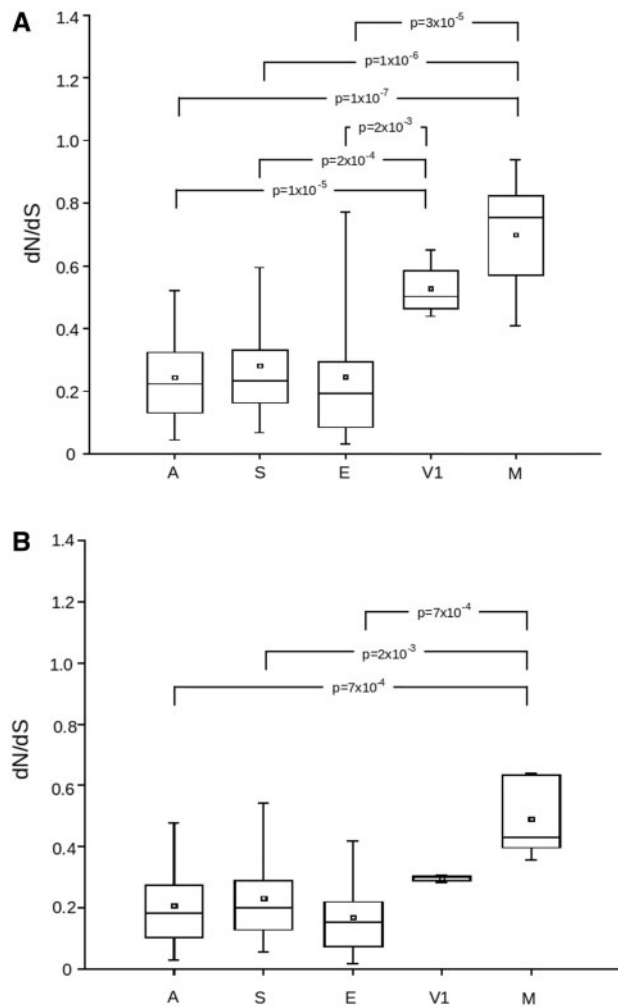 A
1.4
1.2
1.0
0.8
0.6
0.4
0.2
0
dN/dS
p=3x10⁻⁵
p=1x10⁻⁶
p=1x10⁻⁷
p=2x10⁻³
p=2x10⁻⁴
p=1x10⁻⁵
A S E V1 M
B
1.4
1.2
1.0
0.8
0.6
0.4
0.2
0
dN/dS
p=7x10⁻⁴
p=2x10⁻³
p=7x10⁻⁴
A S E V1 M